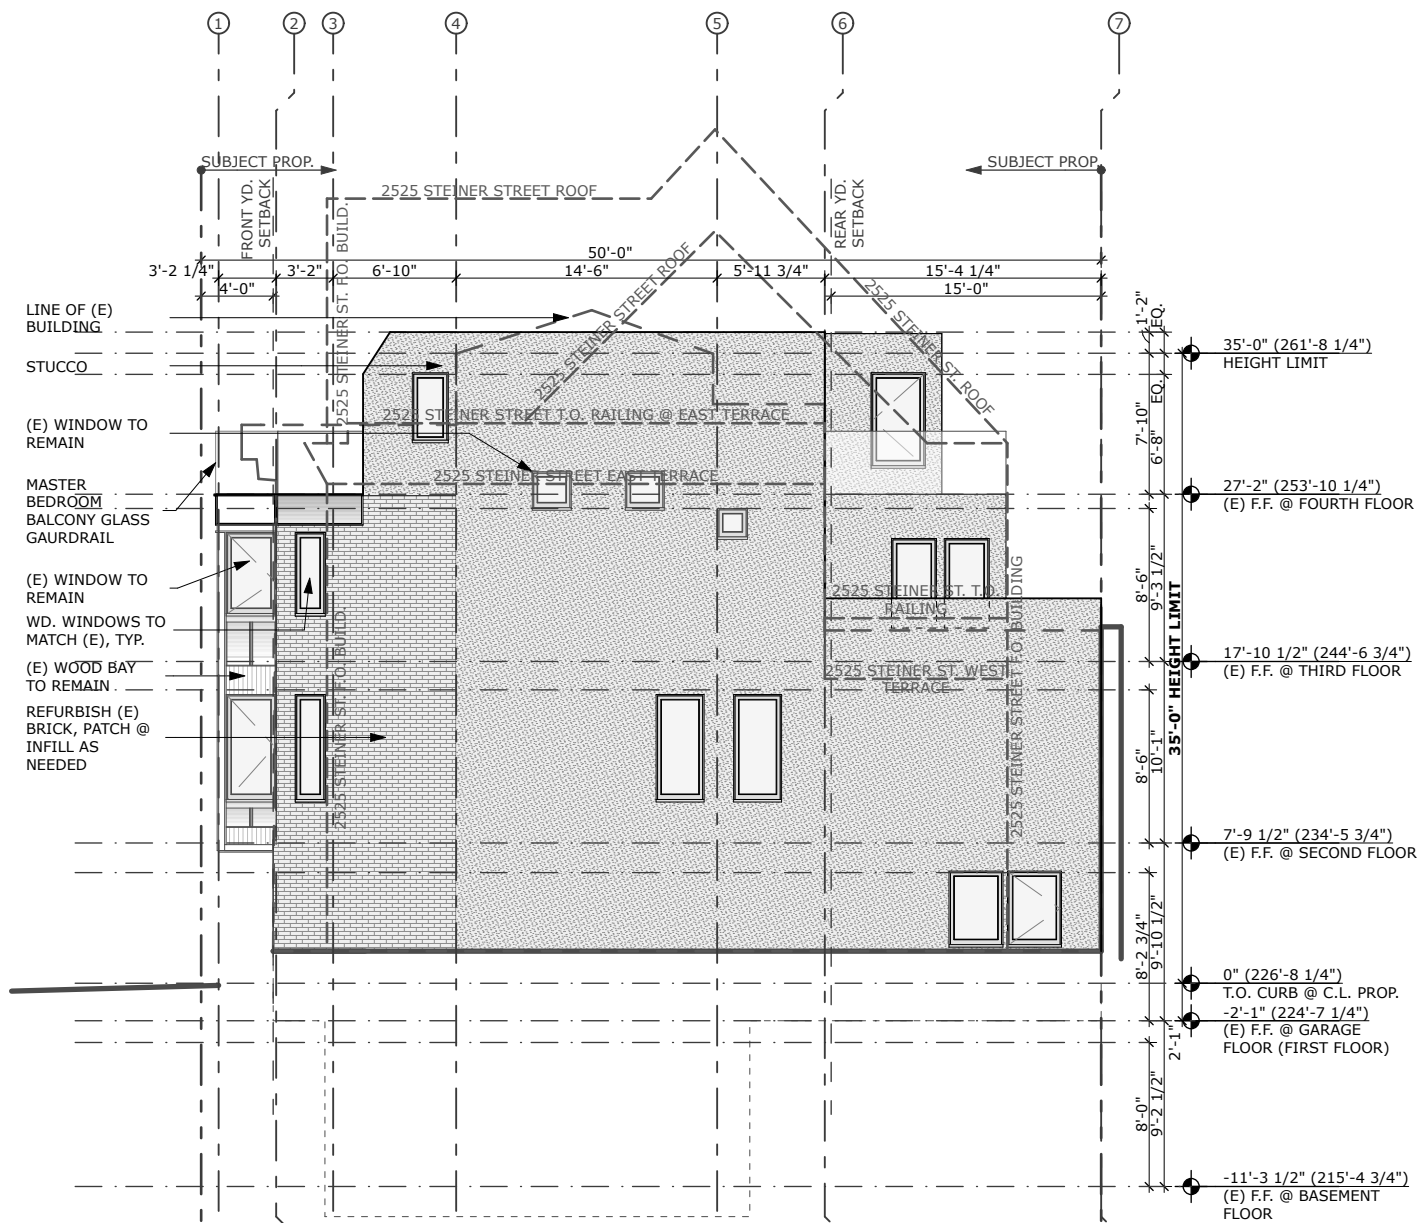 1
2
3
4
5
6
7
SUBJECT PROP.
SUBJECT PROP.
FRONT YD.
SETBACK
REAR YD.
SETBACK
2525 STEINER STREET ROOF
2525 STEINER ST. F.O. BUILD.
50'-0"
3'-2 1/4"
3'-2"
6'-10"
14'-6"
5'-11 3/4"
15'-4 1/4"
4'-0"
15'-0"
2525 STEINER STREET ROOF
2525 STEINER ST. ROOF
LINE OF (E)
BUILDING
STUCCO
(E) WINDOW TO
REMAIN
MASTER
BEDROOM
BALCONY GLASS
GAURDRAIL
(E) WINDOW TO
REMAIN
WD. WINDOWS TO
MATCH (E), TYP.
(E) WOOD BAY
TO REMAIN
REFURBISH (E)
BRICK, PATCH @
INFILL AS
NEEDED
2525 STEINER STREET T.O. RAILING @ EAST TERRACE
2525 STEINER STREET EAST TERRACE
2525 STEINER ST. T.O.
RAILING
2525 STEINER ST. WEST
TERRACE
2525 STEINER ST. F.O. BUILD.
2525 STEINER STREET F.O. BUILDING
1'-2"
EQ.
EQ.
7'-10"
6'-8"
8'-6"
9'-3 1/2"
35'-0" HEIGHT LIMIT
8'-6"
10'-1"
8'-2 3/4"
9'-10 1/2"
2'-1"
8'-0"
9'-2 1/2"
35'-0" (261'-8 1/4")
HEIGHT LIMIT
27'-2" (253'-10 1/4")
(E) F.F. @ FOURTH FLOOR
17'-10 1/2" (244'-6 3/4")
(E) F.F. @ THIRD FLOOR
7'-9 1/2" (234'-5 3/4")
(E) F.F. @ SECOND FLOOR
0" (226'-8 1/4")
T.O. CURB @ C.L. PROP.
-2'-1" (224'-7 1/4")
(E) F.F. @ GARAGE
FLOOR (FIRST FLOOR)
-11'-3 1/2" (215'-4 3/4")
(E) F.F. @ BASEMENT
FLOOR